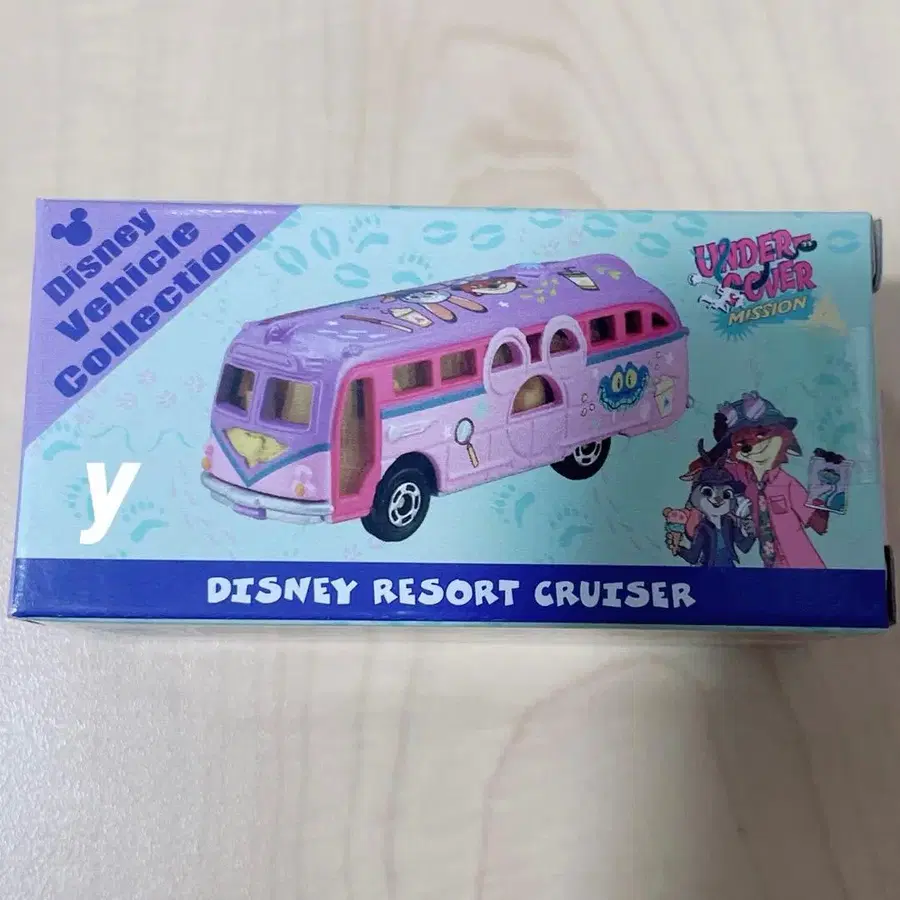 Disney
Vehicle
Collection
UNDER-
COVER
MISSION
y
DISNEY RESORT CRUISER